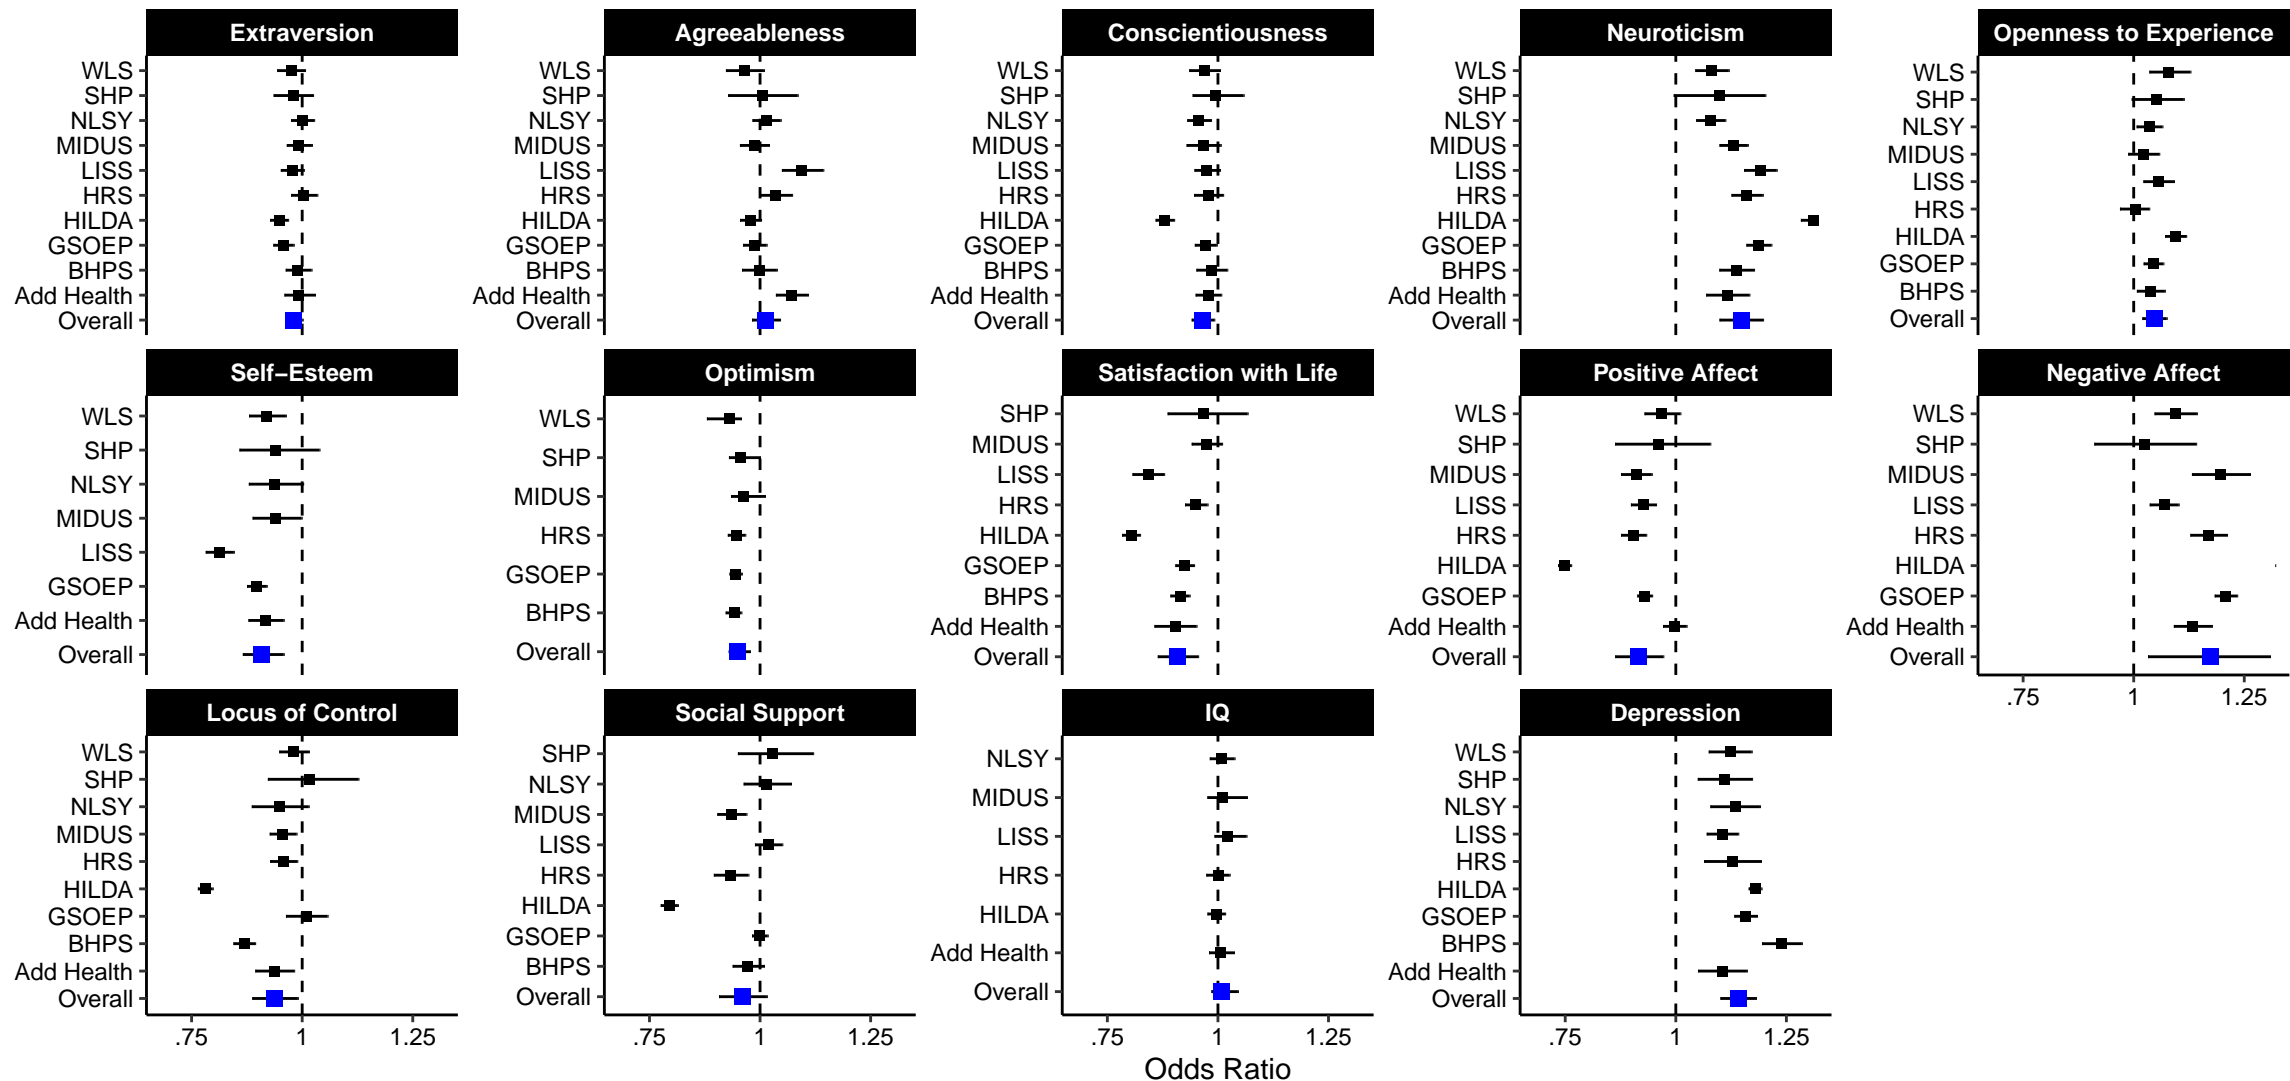 Extraversion
WLS
SHP
NLSY
MIDUS
LISS
HRS
HILDA
GSOEP
BHPS
Add Health
Overall
Agreeableness
WLS
SHP
NLSY
MIDUS
LISS
HRS
HILDA
GSOEP
BHPS
Add Health
Overall
Conscientiousness
WLS
SHP
NLSY
MIDUS
LISS
HRS
HILDA
GSOEP
BHPS
Add Health
Overall
Neuroticism
WLS
SHP
NLSY
MIDUS
LISS
HRS
HILDA
GSOEP
BHPS
Add Health
Overall
Openness to Experience
WLS
SHP
NLSY
MIDUS
LISS
HRS
HILDA
GSOEP
BHPS
Overall
Self−Esteem
WLS
SHP
NLSY
MIDUS
LISS
GSOEP
Add Health
Overall
Optimism
WLS
SHP
MIDUS
HRS
GSOEP
BHPS
Overall
Satisfaction with Life
SHP
MIDUS
LISS
HRS
HILDA
GSOEP
BHPS
Add Health
Overall
Positive Affect
WLS
SHP
MIDUS
LISS
HRS
HILDA
GSOEP
Add Health
Overall
Negative Affect
WLS
SHP
MIDUS
LISS
HRS
HILDA
GSOEP
Add Health
Overall
.75 1 1.25
Locus of Control
WLS
SHP
NLSY
MIDUS
HRS
HILDA
GSOEP
BHPS
Add Health
Overall
.75 1 1.25
Social Support
SHP
NLSY
MIDUS
LISS
HRS
HILDA
GSOEP
BHPS
Overall
.75 1 1.25
IQ
NLSY
MIDUS
LISS
HRS
HILDA
Add Health
Overall
.75 1 1.25
Depression
WLS
SHP
NLSY
LISS
HRS
HILDA
GSOEP
BHPS
Add Health
Overall
.75 1 1.25
Odds Ratio